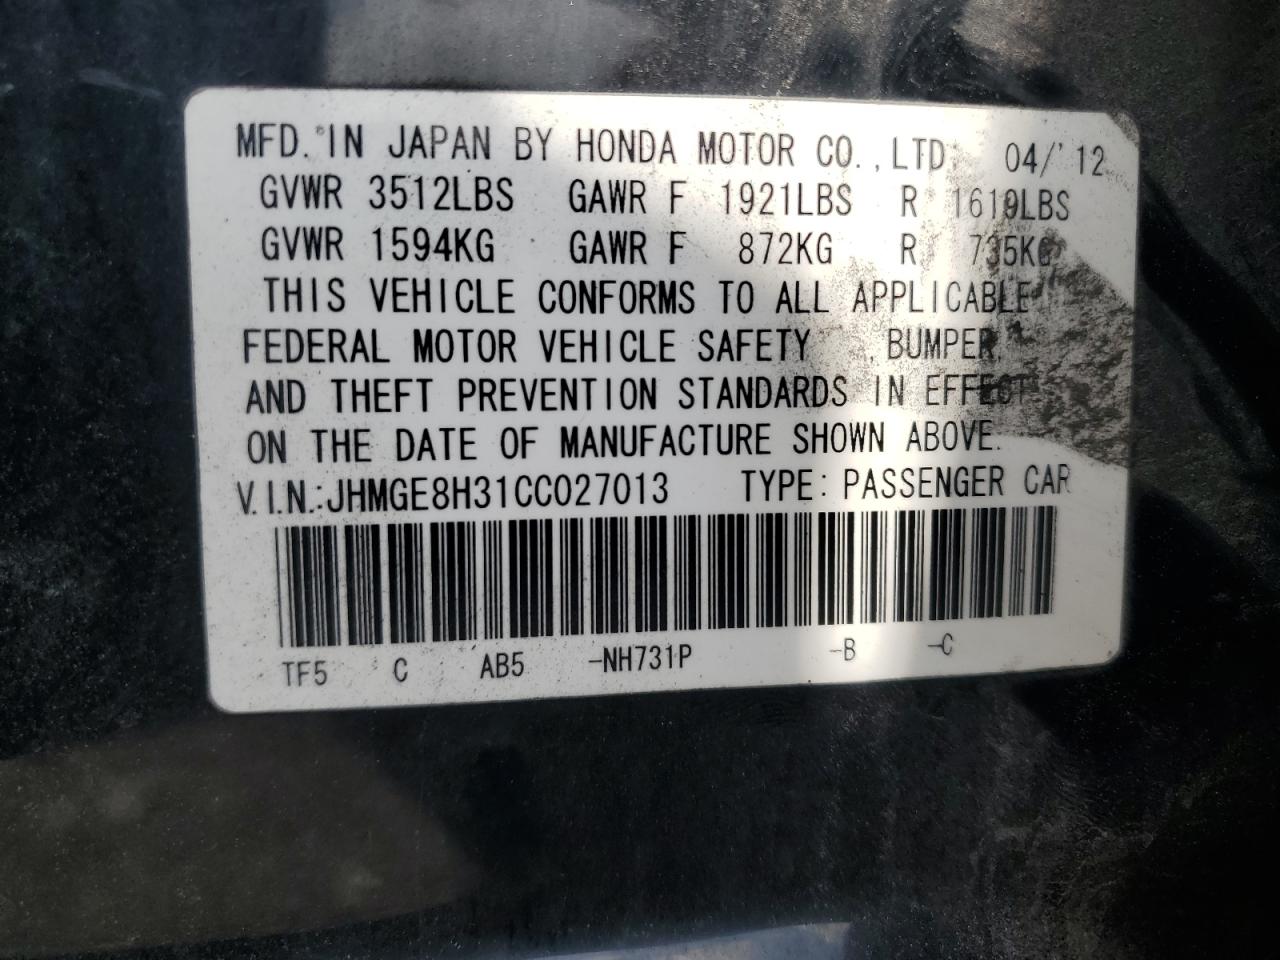 MFD. IN JAPAN BY HONDA MOTOR CO.,LTD. 04/'12
GVWR 3512LBS GAWR F 1921LBS R 1619LBS
GVWR 1594KG GAWR F 872KG R 735KG
THIS VEHICLE CONFORMS TO ALL APPLICABLE
FEDERAL MOTOR VEHICLE SAFETY , BUMPER,
AND THEFT PREVENTION STANDARDS IN EFFECT
ON THE DATE OF MANUFACTURE SHOWN ABOVE.
V.I.N.:JHMGE8H31CC027013 TYPE: PASSENGER CAR
TF5 C AB5 -NH731P -B -C